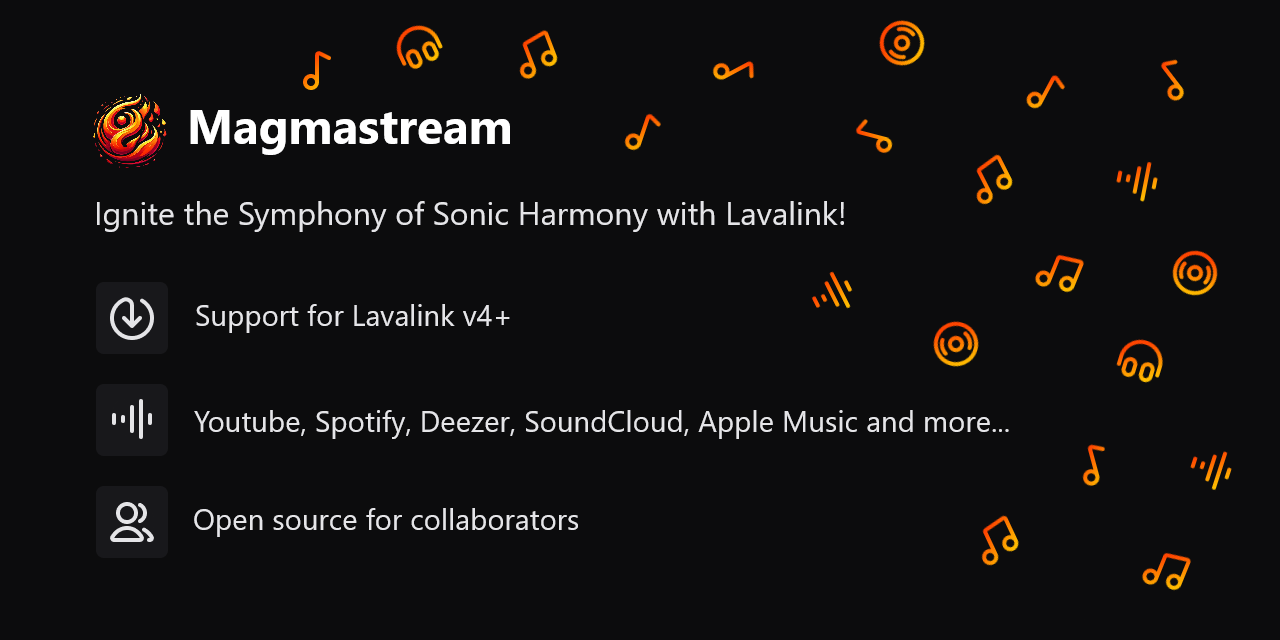 Magmastream
Ignite the Symphony of Sonic Harmony with Lavalink!
Support for Lavalink v4+
Youtube, Spotify, Deezer, SoundCloud, Apple Music and more...
Open source for collaborators